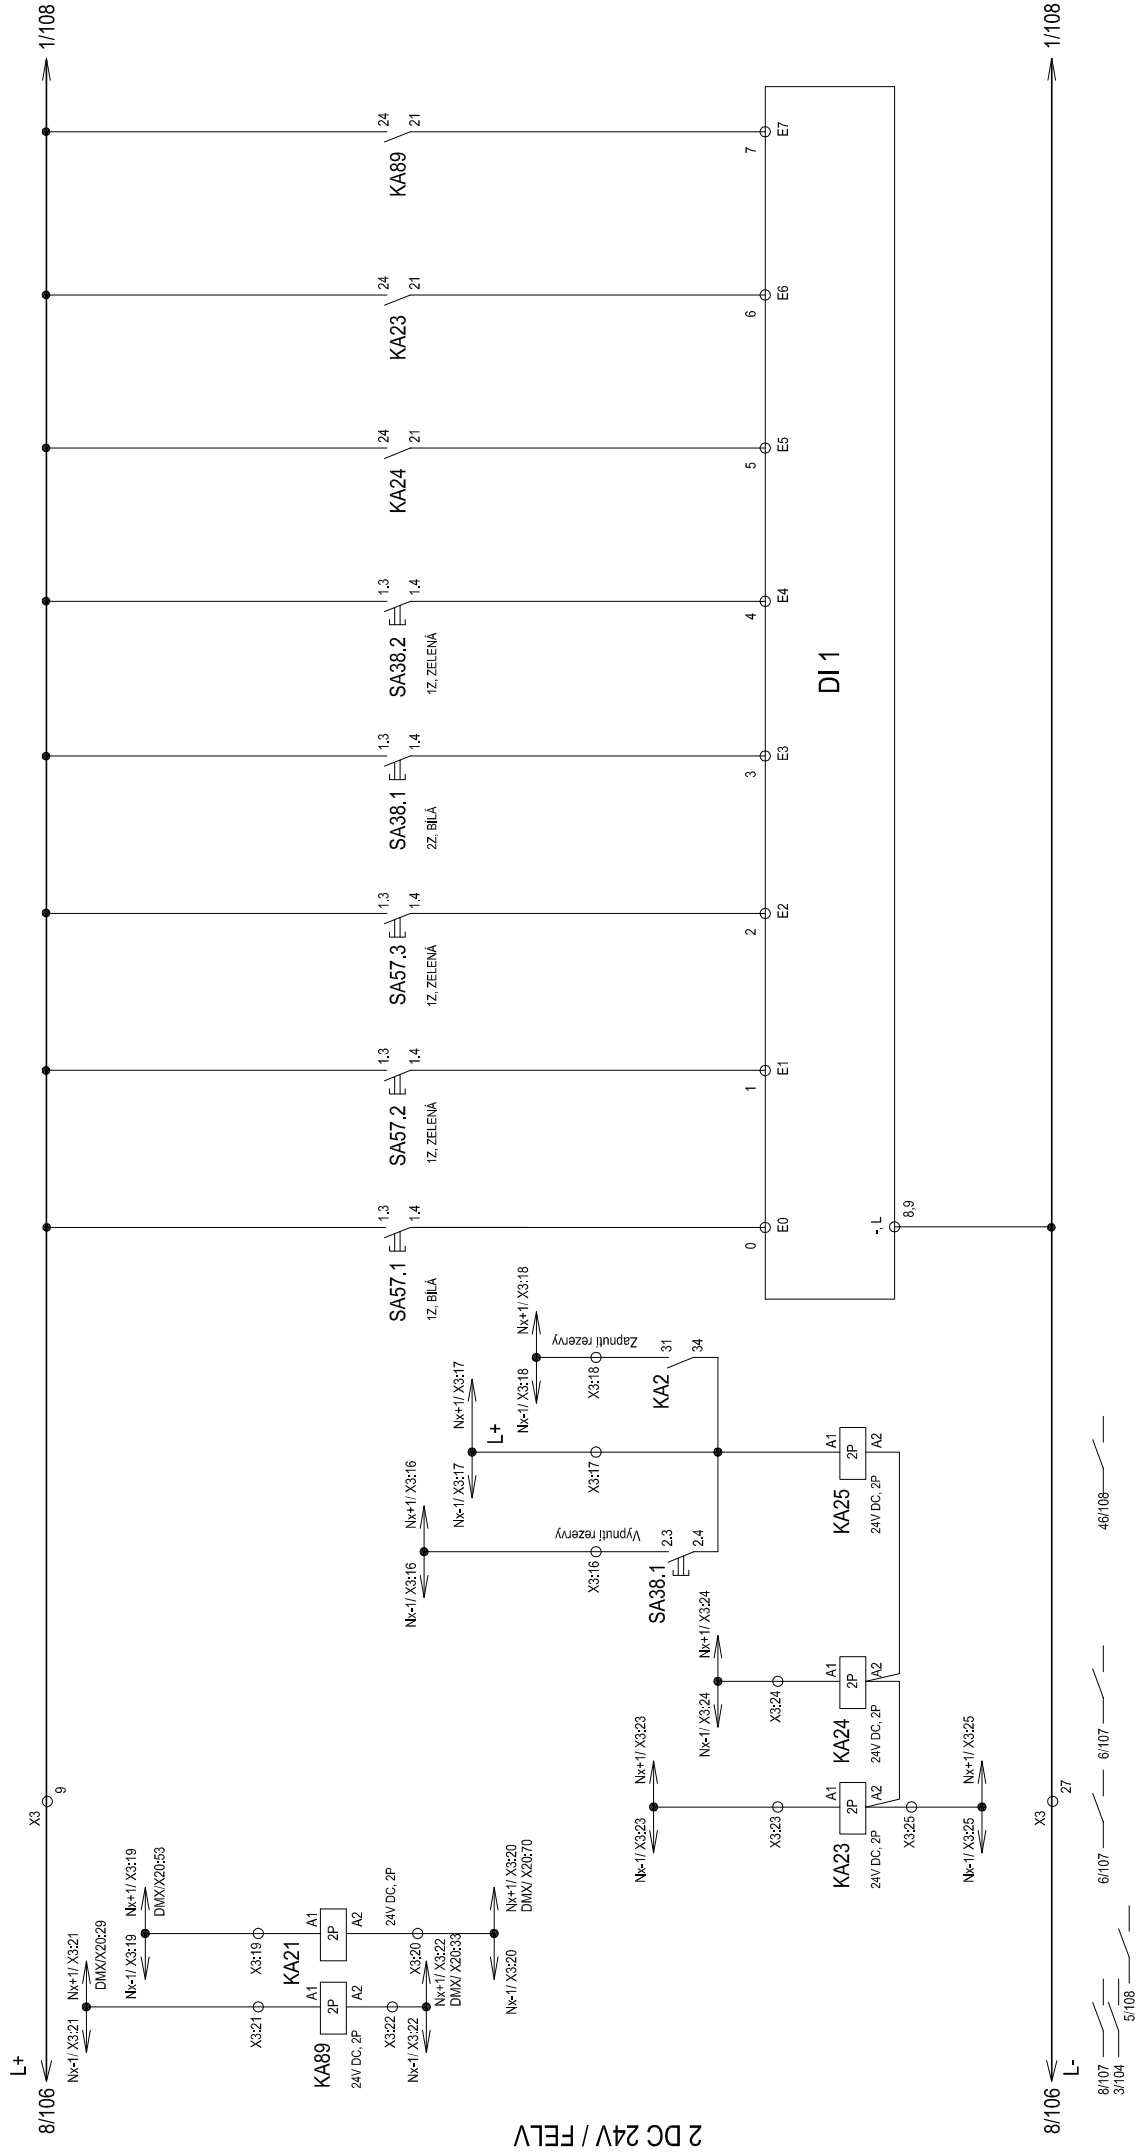 2 DC 24V / FELV
8/106
L+
X3
9
1/108
Nx-1/ X3:21
Nx+1/ X3:21
DMX/X20:29
X3:21
KA89
24V DC, 2P
A1
2P
A2
X3:22
Nx-1/ X3:22
Nx+1/ X3:22
DMX/ X20:33
Nx-1/ X3:19
Nx+1/ X3:19
DMX/X20:53
X3:19
KA21
A1
2P
A2
24V DC, 2P
X3:20
Nx-1/ X3:20
Nx+1/ X3:20
DMX/ X20:70
Nx-1/ X3:23
Nx+1/ X3:23
X3:23
KA23
24V DC, 2P
A1
2P
A2
X3:25
Nx-1/ X3:25
Nx+1/ X3:25
Nx-1/ X3:24
Nx+1/ X3:24
X3:24
KA24
24V DC, 2P
A1
2P
A2
Nx-1/ X3:16
Nx+1/ X3:16
X3:16
Vypnutí rezervy
SA38.1
2.3
2.4
Nx-1/ X3:17
Nx+1/ X3:17
L+
X3:17
KA25
24V DC, 2P
A1
2P
A2
Nx-1/ X3:18
Nx+1/ X3:18
X3:18
Zapnutí rezervy
KA2
31
34
SA57.1
1Z, BÍLÁ
1.3
1.4
0
E0
SA57.2
1Z, ZELENÁ
1.3
1.4
1
E1
SA57.3
1Z, ZELENÁ
1.3
1.4
2
E2
SA38.1
2Z, BÍLÁ
1.3
1.4
3
E3
SA38.2
1Z, ZELENÁ
1.3
1.4
4
E4
KA24
24
21
5
E5
KA23
24
21
6
E6
KA89
24
21
7
E7
DI 1
-, L
8,9
8/106
L-
X3
27
1/108
8/107
3/104
5/108
6/107
6/107
46/108